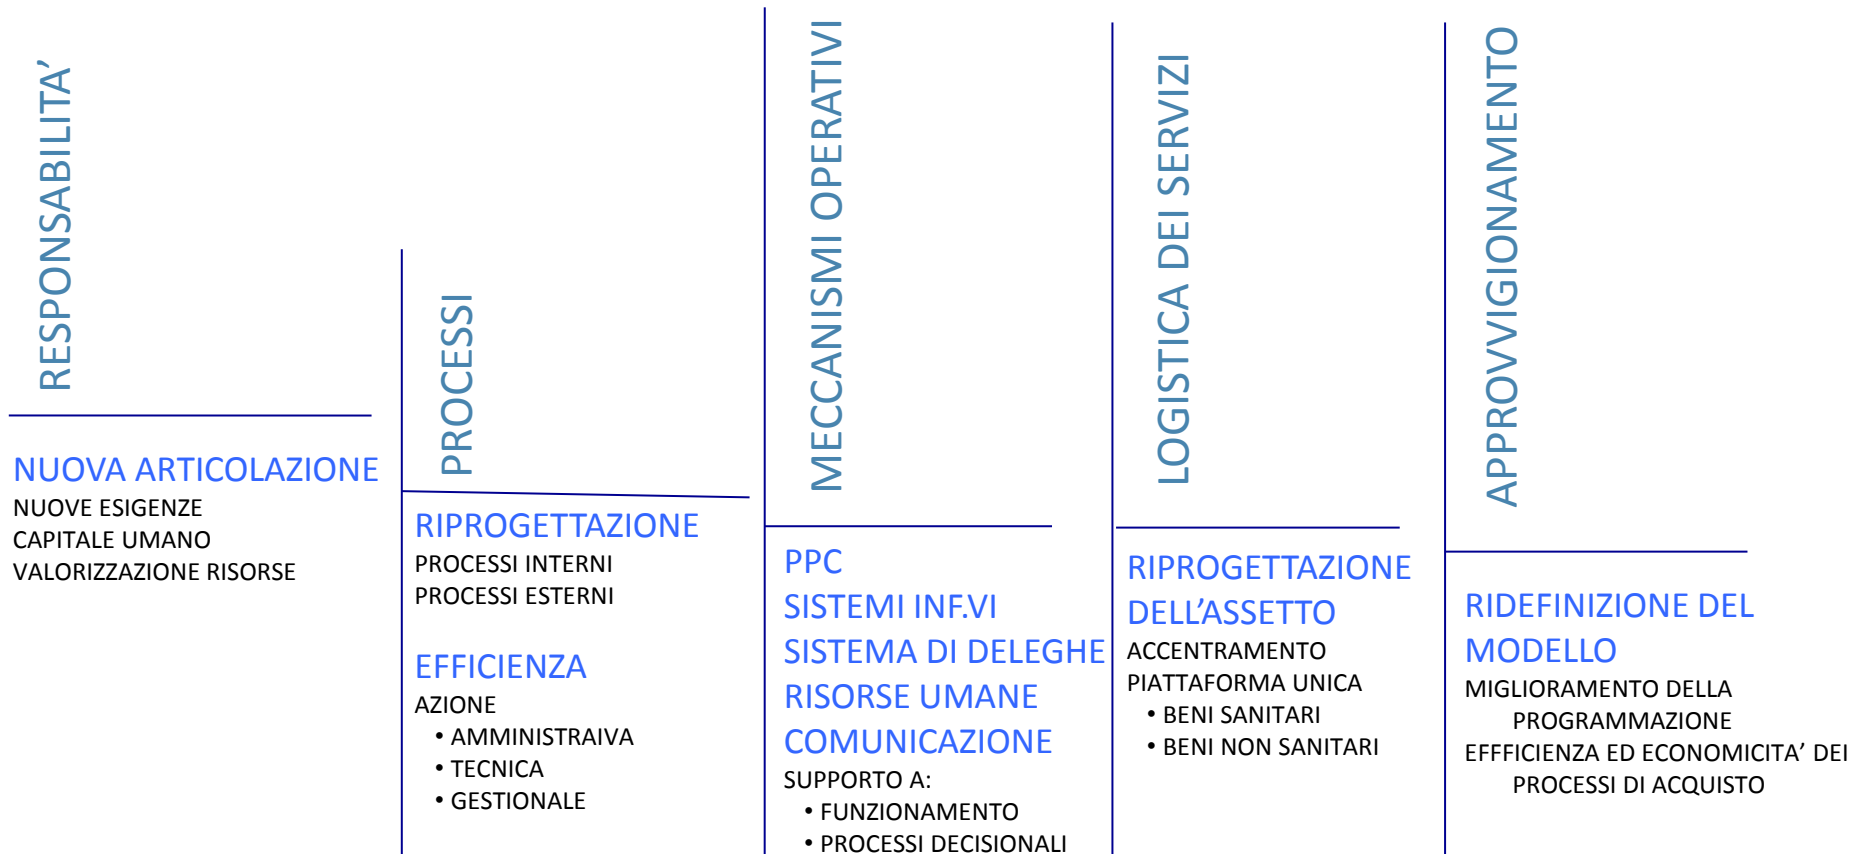 RESPONSABILITA’
NUOVA ARTICOLAZIONE
NUOVE ESIGENZE
CAPITALE UMANO
VALORIZZAZIONE RISORSE
PROCESSI
RIPROGETTAZIONE
PROCESSI INTERNI
PROCESSI ESTERNI
EFFICIENZA
AZIONE
• AMMINISTRAIVA
• TECNICA
• GESTIONALE
MECCANISMI OPERATIVI
PPC
SISTEMI INF.VI
SISTEMA DI DELEGHE
RISORSE UMANE
COMUNICAZIONE
SUPPORTO A:
• FUNZIONAMENTO
• PROCESSI DECISIONALI
LOGISTICA DEI SERVIZI
RIPROGETTAZIONE
DELL’ASSETTO
ACCENTRAMENTO
PIATTAFORMA UNICA
• BENI SANITARI
• BENI NON SANITARI
APPROVVIGIONAMENTO
RIDEFINIZIONE DEL
MODELLO
MIGLIORAMENTO DELLA
PROGRAMMAZIONE
EFFFICIENZA ED ECONOMICITA’ DEI
PROCESSI DI ACQUISTO